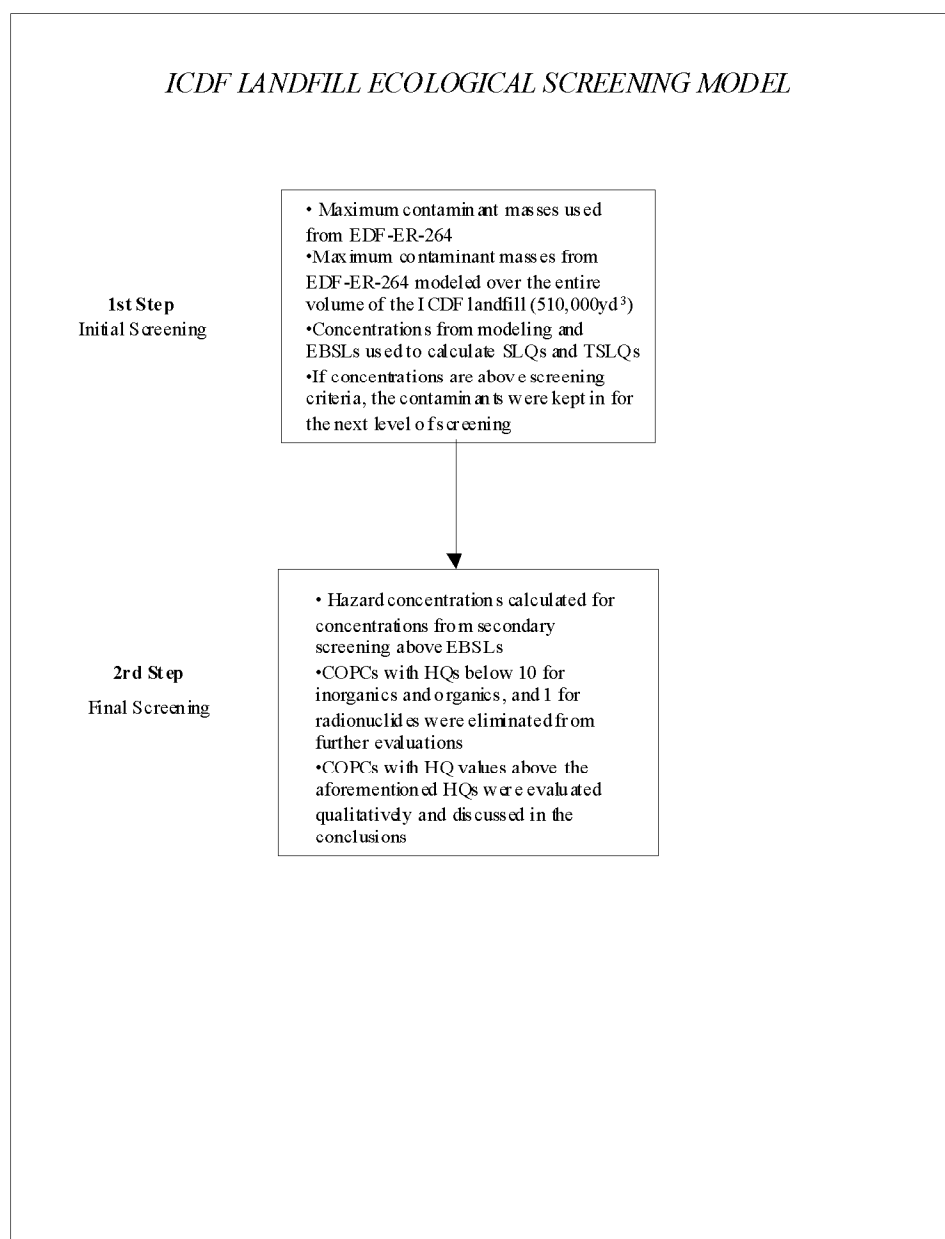 ICDF LANDFILL ECOLOGICAL SCREENING MODEL
1st Step
Initial Screening
• Maximum contaminant masses used
from EDF-ER-264
•Maximum contaminant masses from
EDF-ER-264 modeled over the entire
volume of the ICDF landfill (510,000yd³)
•Concentrations from modeling and
EBSLs used to calculate SLQs and TSLQs
•If concentrations are above screening
criteria, the contaminants were kept in for
the next level of screening
2rd Step
Final Screening
• Hazard concentrations calculated for
concentrations from secondary
screening above EBSLs
•COPCs with HQs below 10 for
inorganics and organics, and 1 for
radionuclides were eliminated from
further evaluations
•COPCs with HQ values above the
aforementioned HQs were evaluated
qualitatively and discussed in the
conclusions